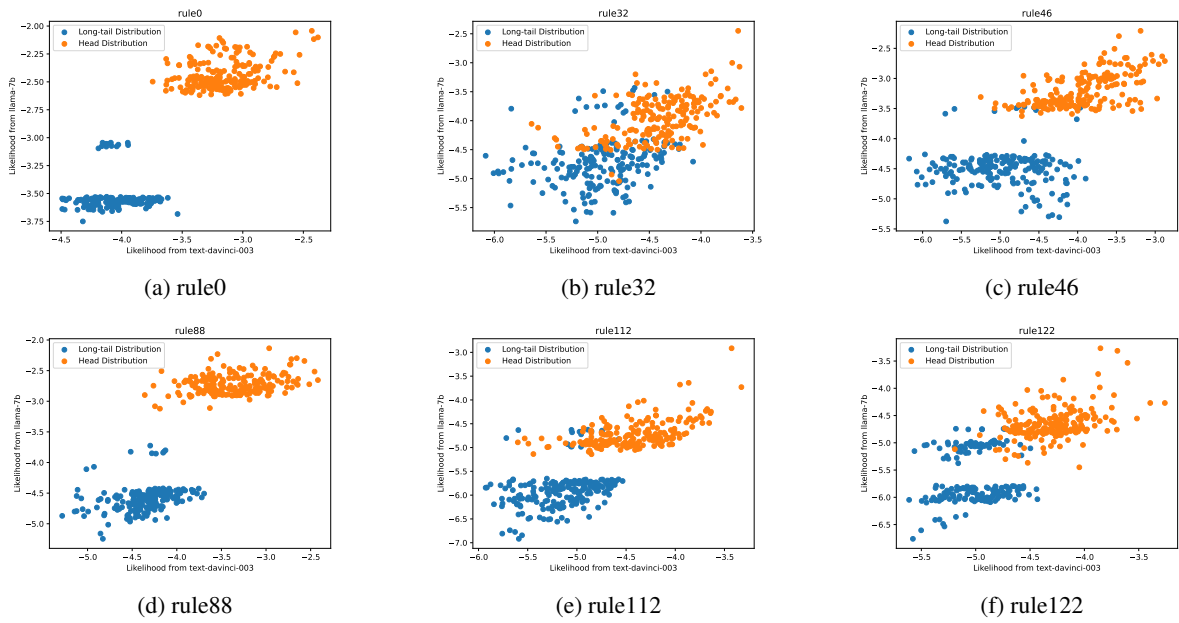 rule0
Long-tail Distribution
Head Distribution
Likelihood from llama-7b
−2.00
−2.25
−2.50
−2.75
−3.00
−3.25
−3.50
−3.75
−4.5
−4.0
−3.5
−3.0
−2.5
Likelihood from text-davinci-003
(a) rule0
rule32
Long-tail Distribution
Head Distribution
Likelihood from llama-7b
−2.5
−3.0
−3.5
−4.0
−4.5
−5.0
−5.5
−6.0
−5.5
−5.0
−4.5
−4.0
−3.5
Likelihood from text-davinci-003
(b) rule32
rule46
Long-tail Distribution
Head Distribution
Likelihood from llama-7b
−2.5
−3.0
−3.5
−4.0
−4.5
−5.0
−5.5
−6.0
−5.5
−5.0
−4.5
−4.0
−3.5
−3.0
Likelihood from text-davinci-003
(c) rule46
rule88
Long-tail Distribution
Head Distribution
Likelihood from llama-7b
−2.0
−2.5
−3.0
−3.5
−4.0
−4.5
−5.0
−5.0
−4.5
−4.0
−3.5
−3.0
−2.5
Likelihood from text-davinci-003
(d) rule88
rule112
Long-tail Distribution
Head Distribution
Likelihood from llama-7b
−3.0
−3.5
−4.0
−4.5
−5.0
−5.5
−6.0
−6.5
−7.0
−6.0
−5.5
−5.0
−4.5
−4.0
−3.5
Likelihood from text-davinci-003
(e) rule112
rule122
Long-tail Distribution
Head Distribution
Likelihood from llama-7b
−3.5
−4.0
−4.5
−5.0
−5.5
−6.0
−6.5
−5.5
−5.0
−4.5
−4.0
−3.5
Likelihood from text-davinci-003
(f) rule122